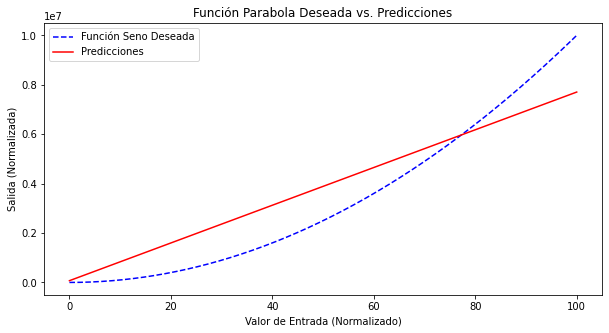 Función Parabola Deseada vs. Predicciones
1e7
Función Seno Deseada
Predicciones
Salida (Normalizada)
1.0
0.8
0.6
0.4
0.2
0.0
0 20 40 60 80 100
Valor de Entrada (Normalizado)